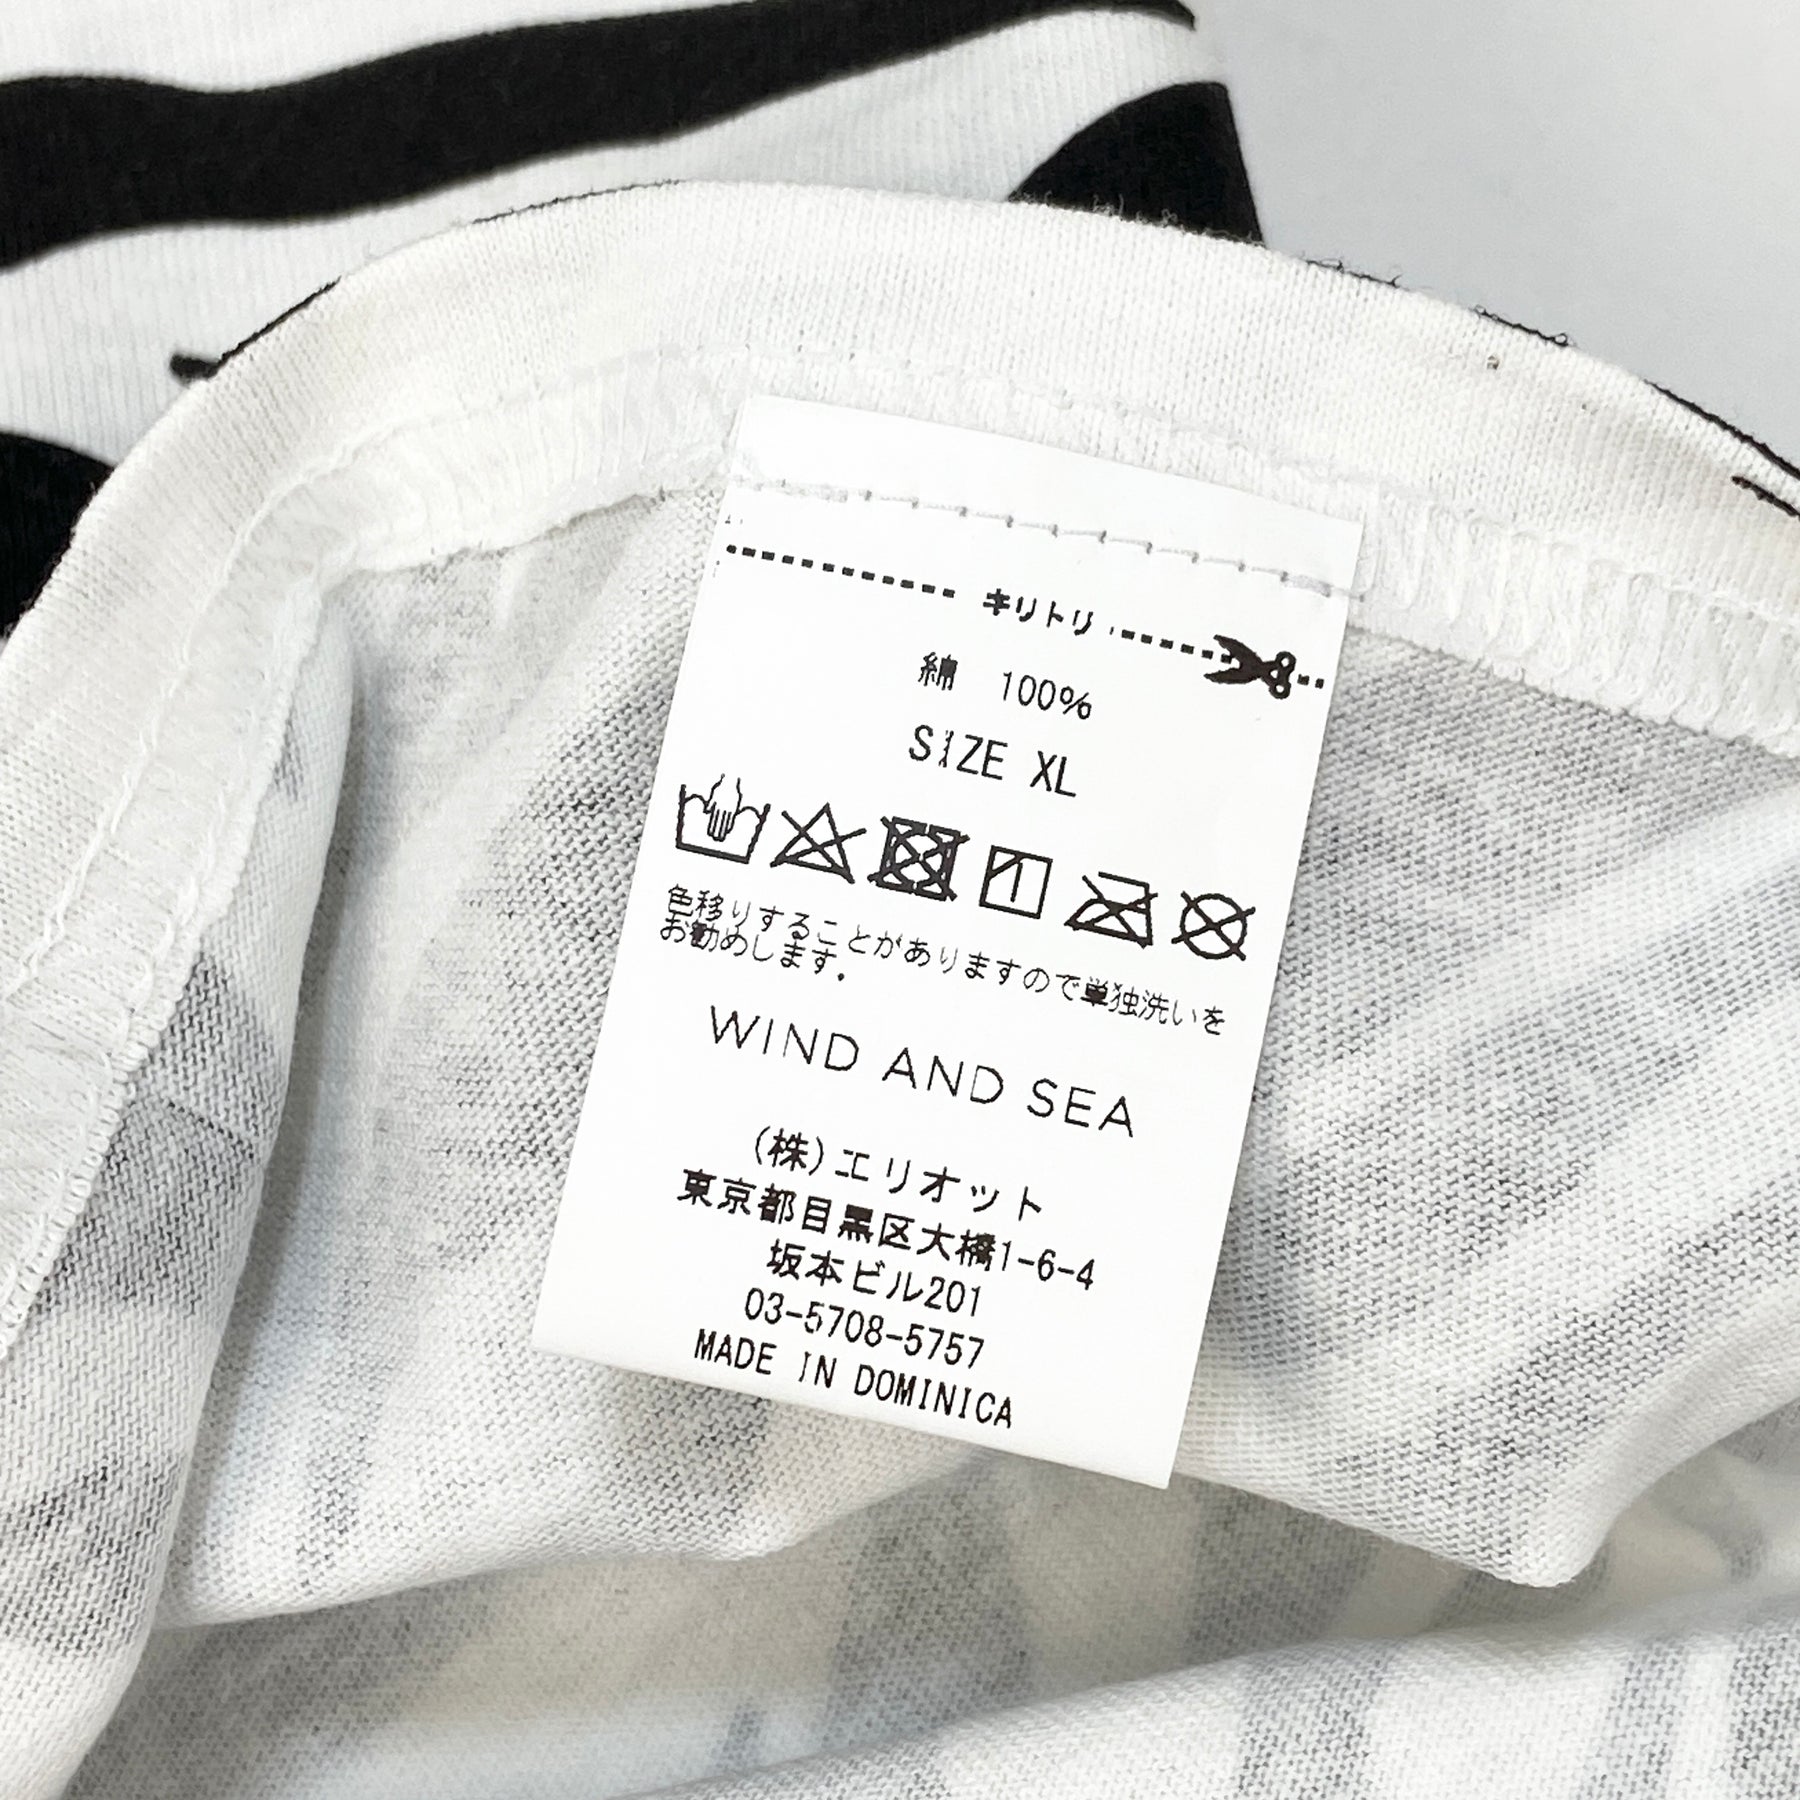 キリトリ
綿 100%
SIZE XL
色移りすることがありますので単独洗いを
お勧めします.
WIND AND SEA
(株)エリオット
東京都目黒区大橋1-6-4
坂本ビル201
03-5708-5757
MADE IN DOMINICA